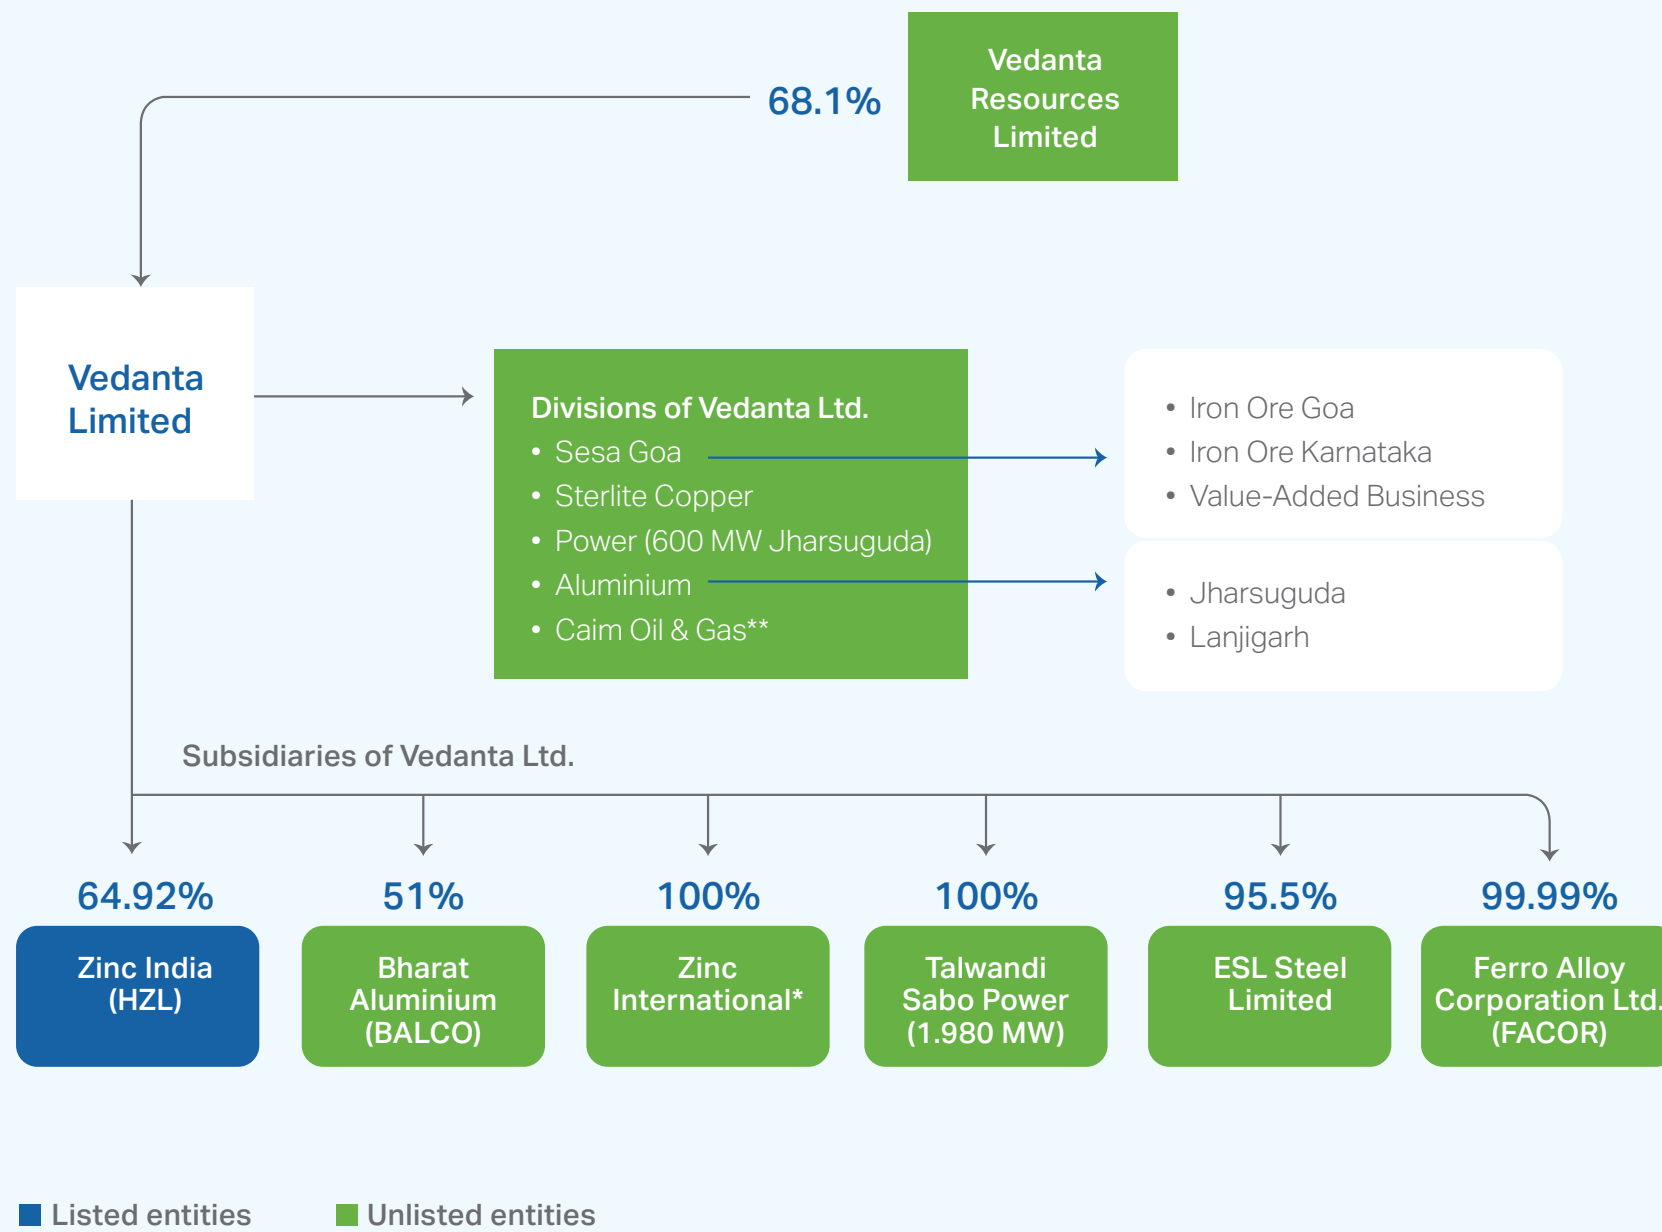 Vedanta
Resources
Limited
68.1%
Vedanta
Limited
Divisions of Vedanta Ltd.
• Sesa Goa
• Sterlite Copper
• Power (600 MW Jharsuguda)
• Aluminium
• Caim Oil & Gas**
• Iron Ore Goa
• Iron Ore Karnataka
• Value-Added Business
• Jharsuguda
• Lanjigarh
Subsidiaries of Vedanta Ltd.
64.92%
Zinc India
(HZL)
51%
Bharat
Aluminium
(BALCO)
100%
Zinc
International*
100%
Talwandi
Sabo Power
(1.980 MW)
95.5%
ESL Steel
Limited
99.99%
Ferro Alloy
Corporation Ltd.
(FACOR)
Listed entities
Unlisted entities